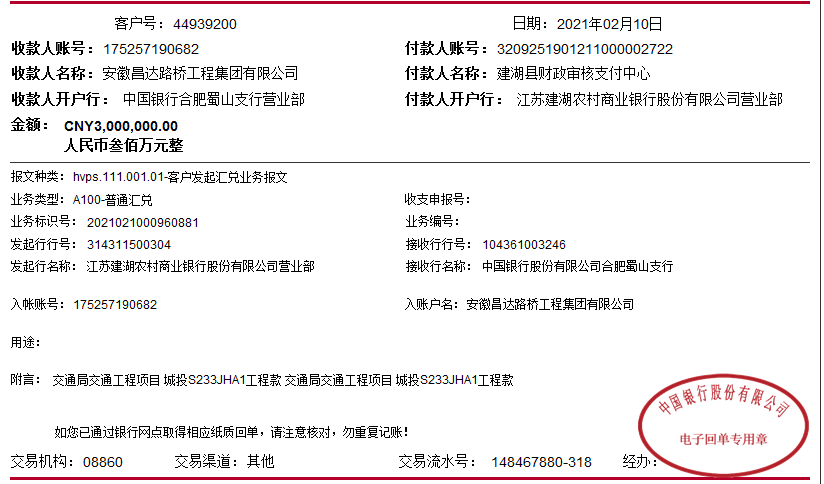 客户号：44939200 日期：2021年02月10日
收款人账号：175257190682 付款人账号：3209251901211000002722
收款人名称：安徽昌达路桥工程集团有限公司 付款人名称：建湖县财政审核支付中心
收款人开户行：中国银行合肥蜀山支行营业部 付款人开户行：江苏建湖农村商业银行股份有限公司营业部
金额：CNY3,000,000.00
人民币叁佰万元整
报文种类：hvps.111.001.01-客户发起汇兑业务报文
业务类型：A100-普通汇兑 收支申报号：
业务标识号：2021021000960881 业务编号：
发起行行号：314311500304 接收行行号：104361003246
发起行名称：江苏建湖农村商业银行股份有限公司营业部 接收行名称：中国银行股份有限公司合肥蜀山支行
入帐账号：175257190682 入账户名：安徽昌达路桥工程集团有限公司
用途：
附言：交通局交通工程项目 城投S233JHA1工程款 交通局交通工程项目 城投S233JHA1工程款
中国银行股份有限公司
电子回单专用章
如您已通过银行网点取得相应纸质回单，请注意核对，勿重复记账！
交易机构：08860 交易渠道：其他 交易流水号：148467880-318 经办：